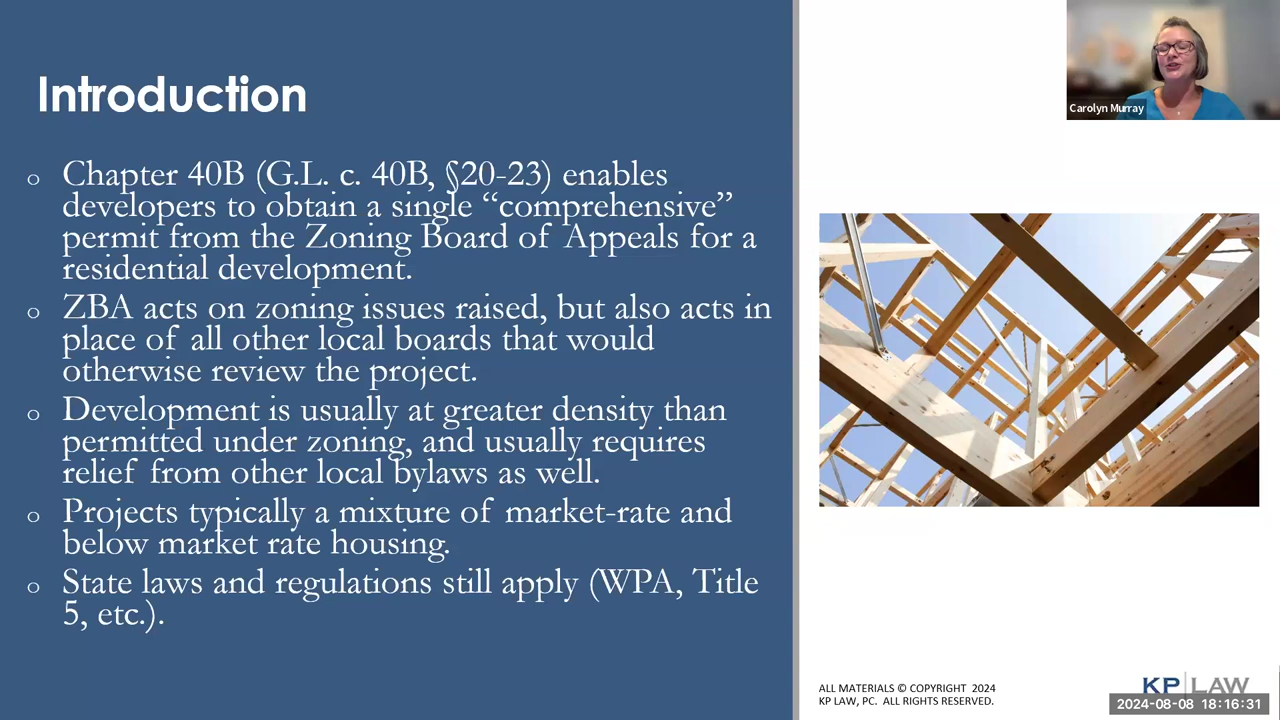 Introduction
o Chapter 40B (G.L. c. 40B, §20-23) enables
developers to obtain a single “comprehensive”
permit from the Zoning Board of Appeals for a
residential development.
o ZBA acts on zoning issues raised, but also acts in
place of all other local boards that would
otherwise review the project.
o Development is usually at greater density than
permitted under zoning, and usually requires
relief from other local bylaws as well.
o Projects typically a mixture of market-rate and
below market rate housing.
o State laws and regulations still apply (WPA, Title
5, etc.).
Carolyn Murray
ALL MATERIALS © COPYRIGHT 2024
KP LAW, PC. ALL RIGHTS RESERVED.
KP|LAW
2024-08-08 18:16:31